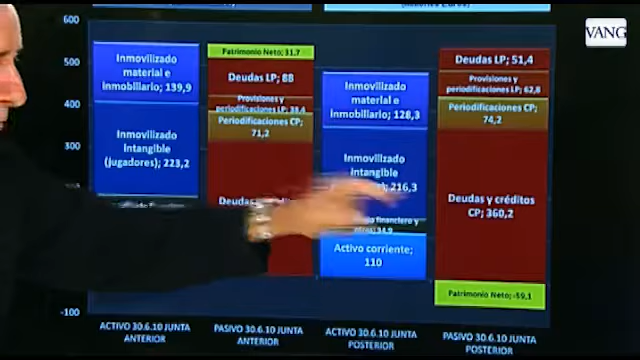 600
500
400
300
-100
VANG
Inmovilizado
material e
inmobiliario; 139,9
Inmovilizado
Intangible
(jugadores); 223,2
Patrimonio Neto; 31,7
Deudas LP; 88
Provisiones y
periodificaciones LP; 38,4
Periodificaciones CP;
71,2
Inmovilizado
material e
inmobiliario; 128,3
Inmovilizado
Intangible
216,3
financiero y
otros; 34,9
Activo corriente;
110
Deudas LP; 51,4
Provisiones y
periodificaciones LP; 62,8
Periodificaciones CP;
74,2
Deudas y créditos
CP; 360,2
Patrimonio Neto; -59,1
ACTIVO 30.6.10 JUNTA
ANTERIOR
PASIVO 30.6.10 JUNTA
ANTERIOR
ACTIVO 30.6.10 JUNTA
POSTERIOR
PASIVO 30.6.10 JUNTA
POSTERIOR